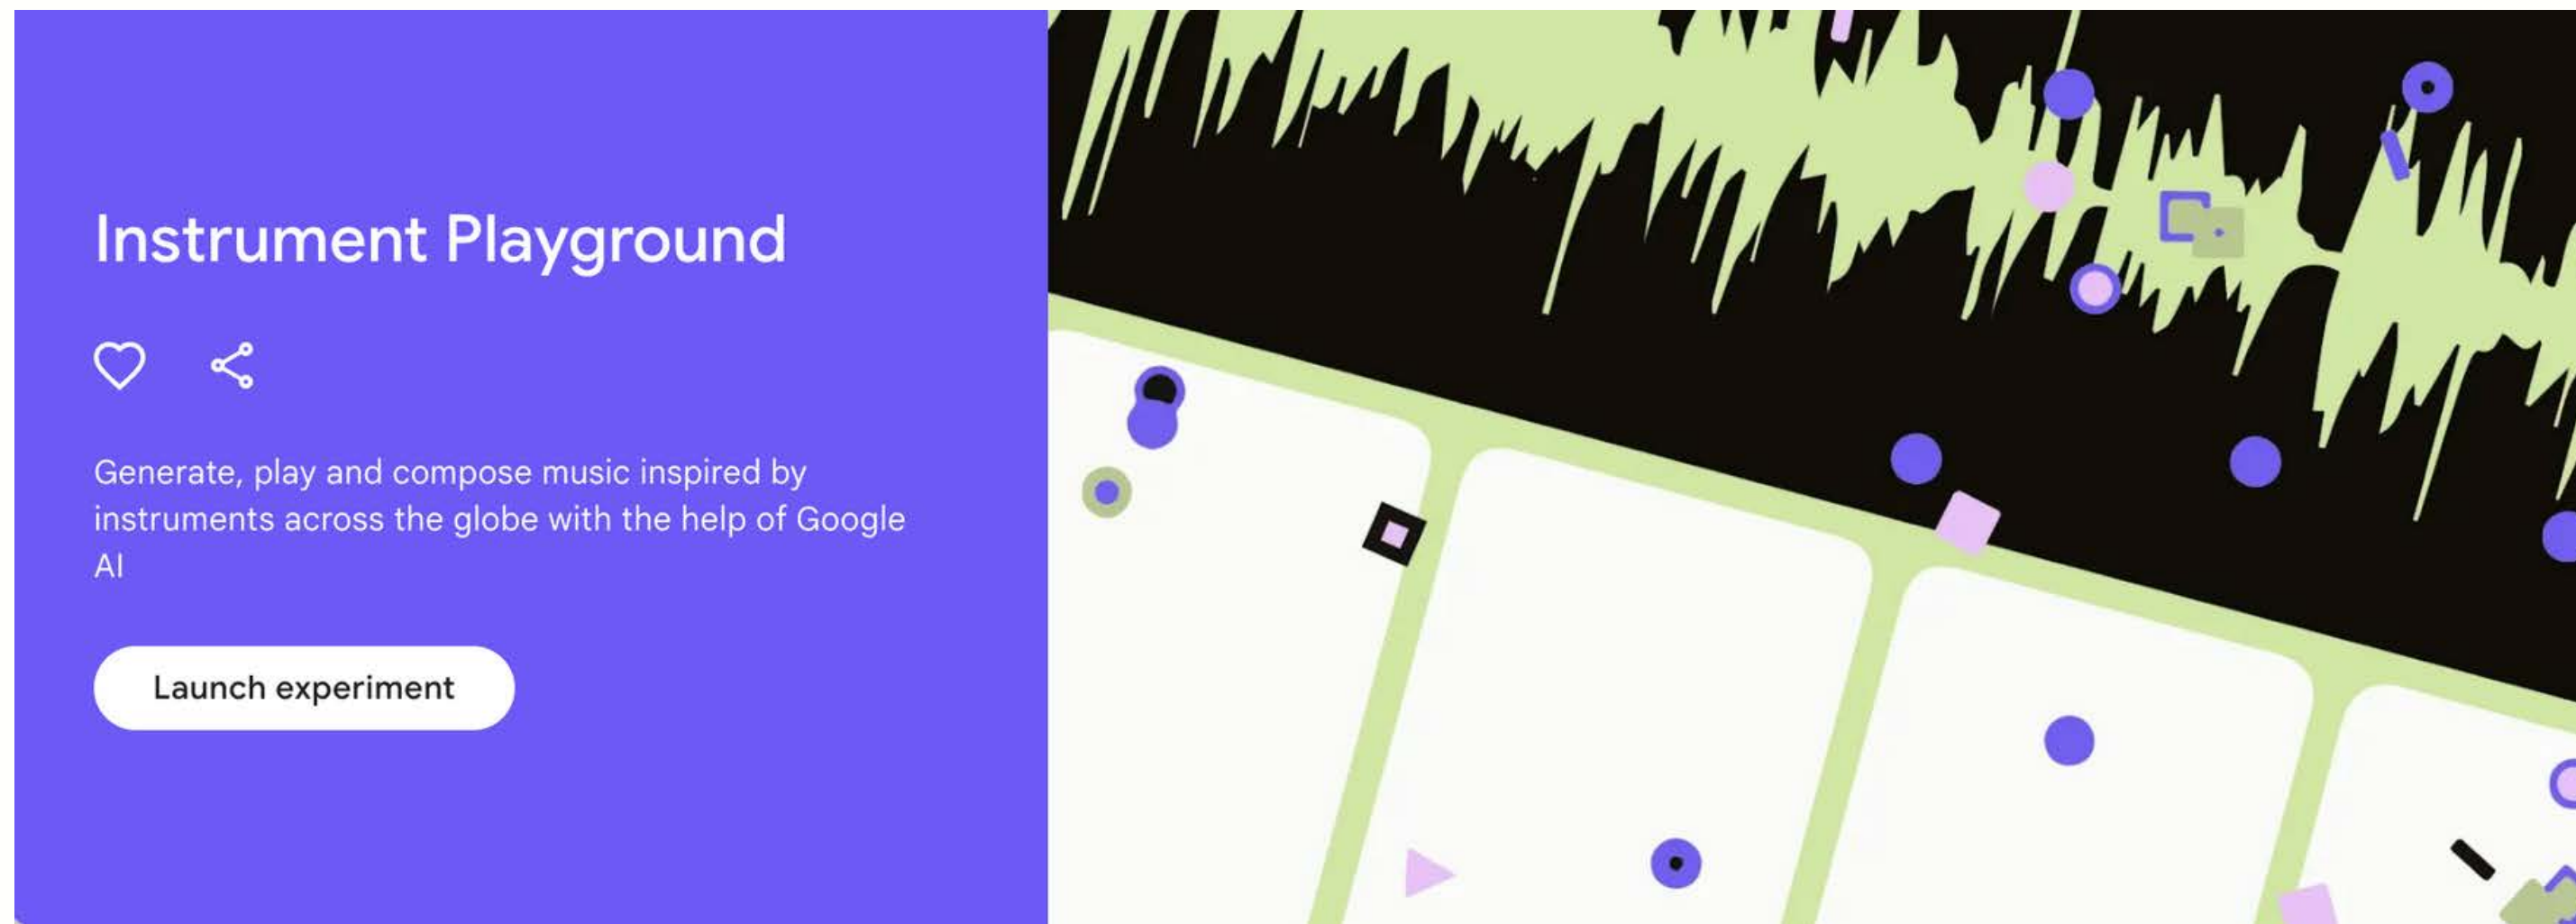 Instrument Playground
Generate, play and compose music inspired by
instruments across the globe with the help of Google
AI
Launch experiment